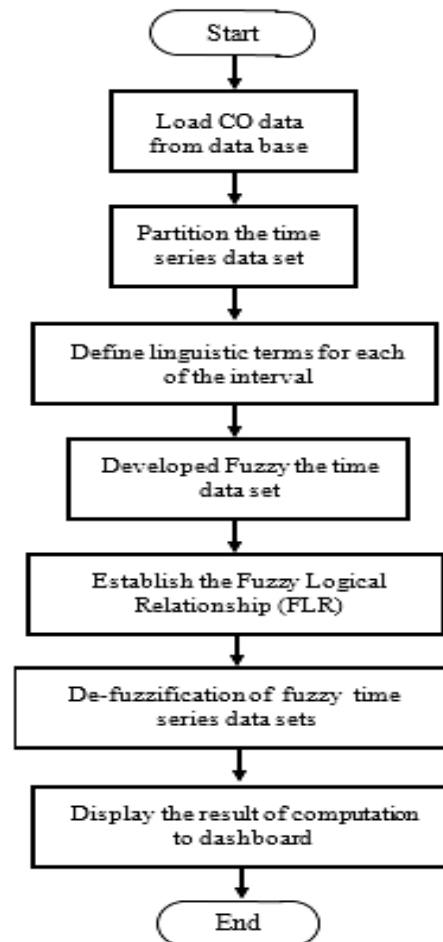 Start
Load CO data
from data base
Partition the time
series data set
Define linguistic terms for each
of the interval
Developed Fuzzy the time
data set
Establish the Fuzzy Logical
Relationship (FLR)
De-fuzzification of fuzzy time
series data sets
Display the result of computation
to dashboard
End